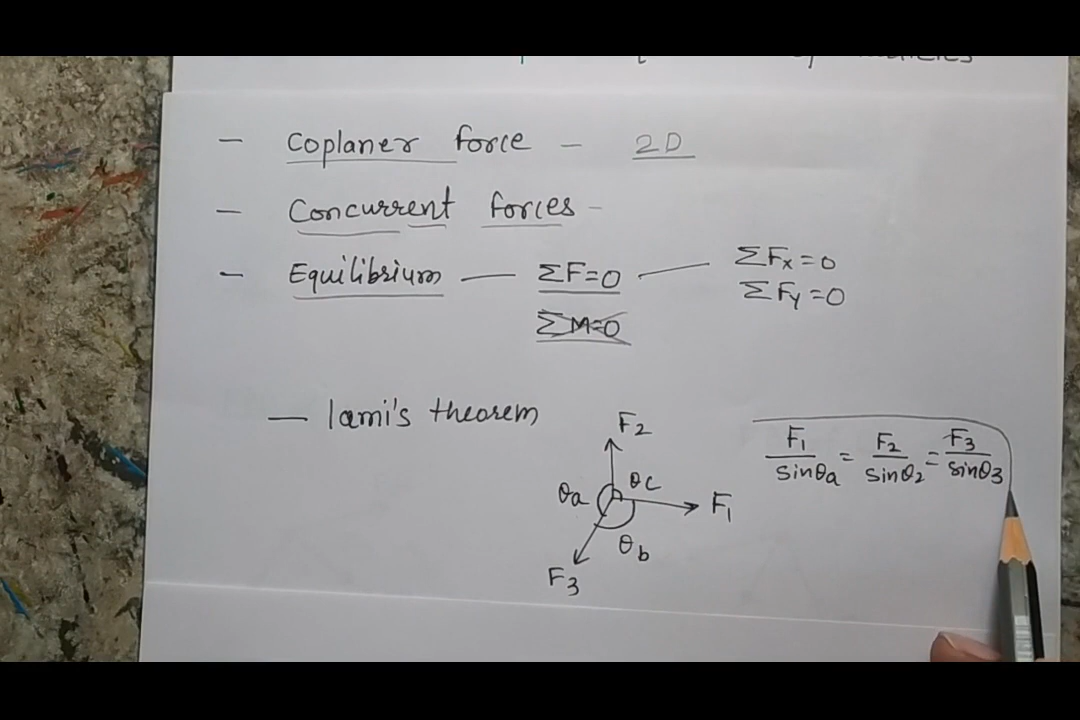 - Coplaner force - 2D
- Concurrent forces -
- Equilibrium — ΣF=0 — ΣFx=0
ΣFy=0
ΣM=0
— lami's theorem
F2
F1/sinθa = F2/sinθ2 = F3/sinθ3
θa θc
F1
θb
F3